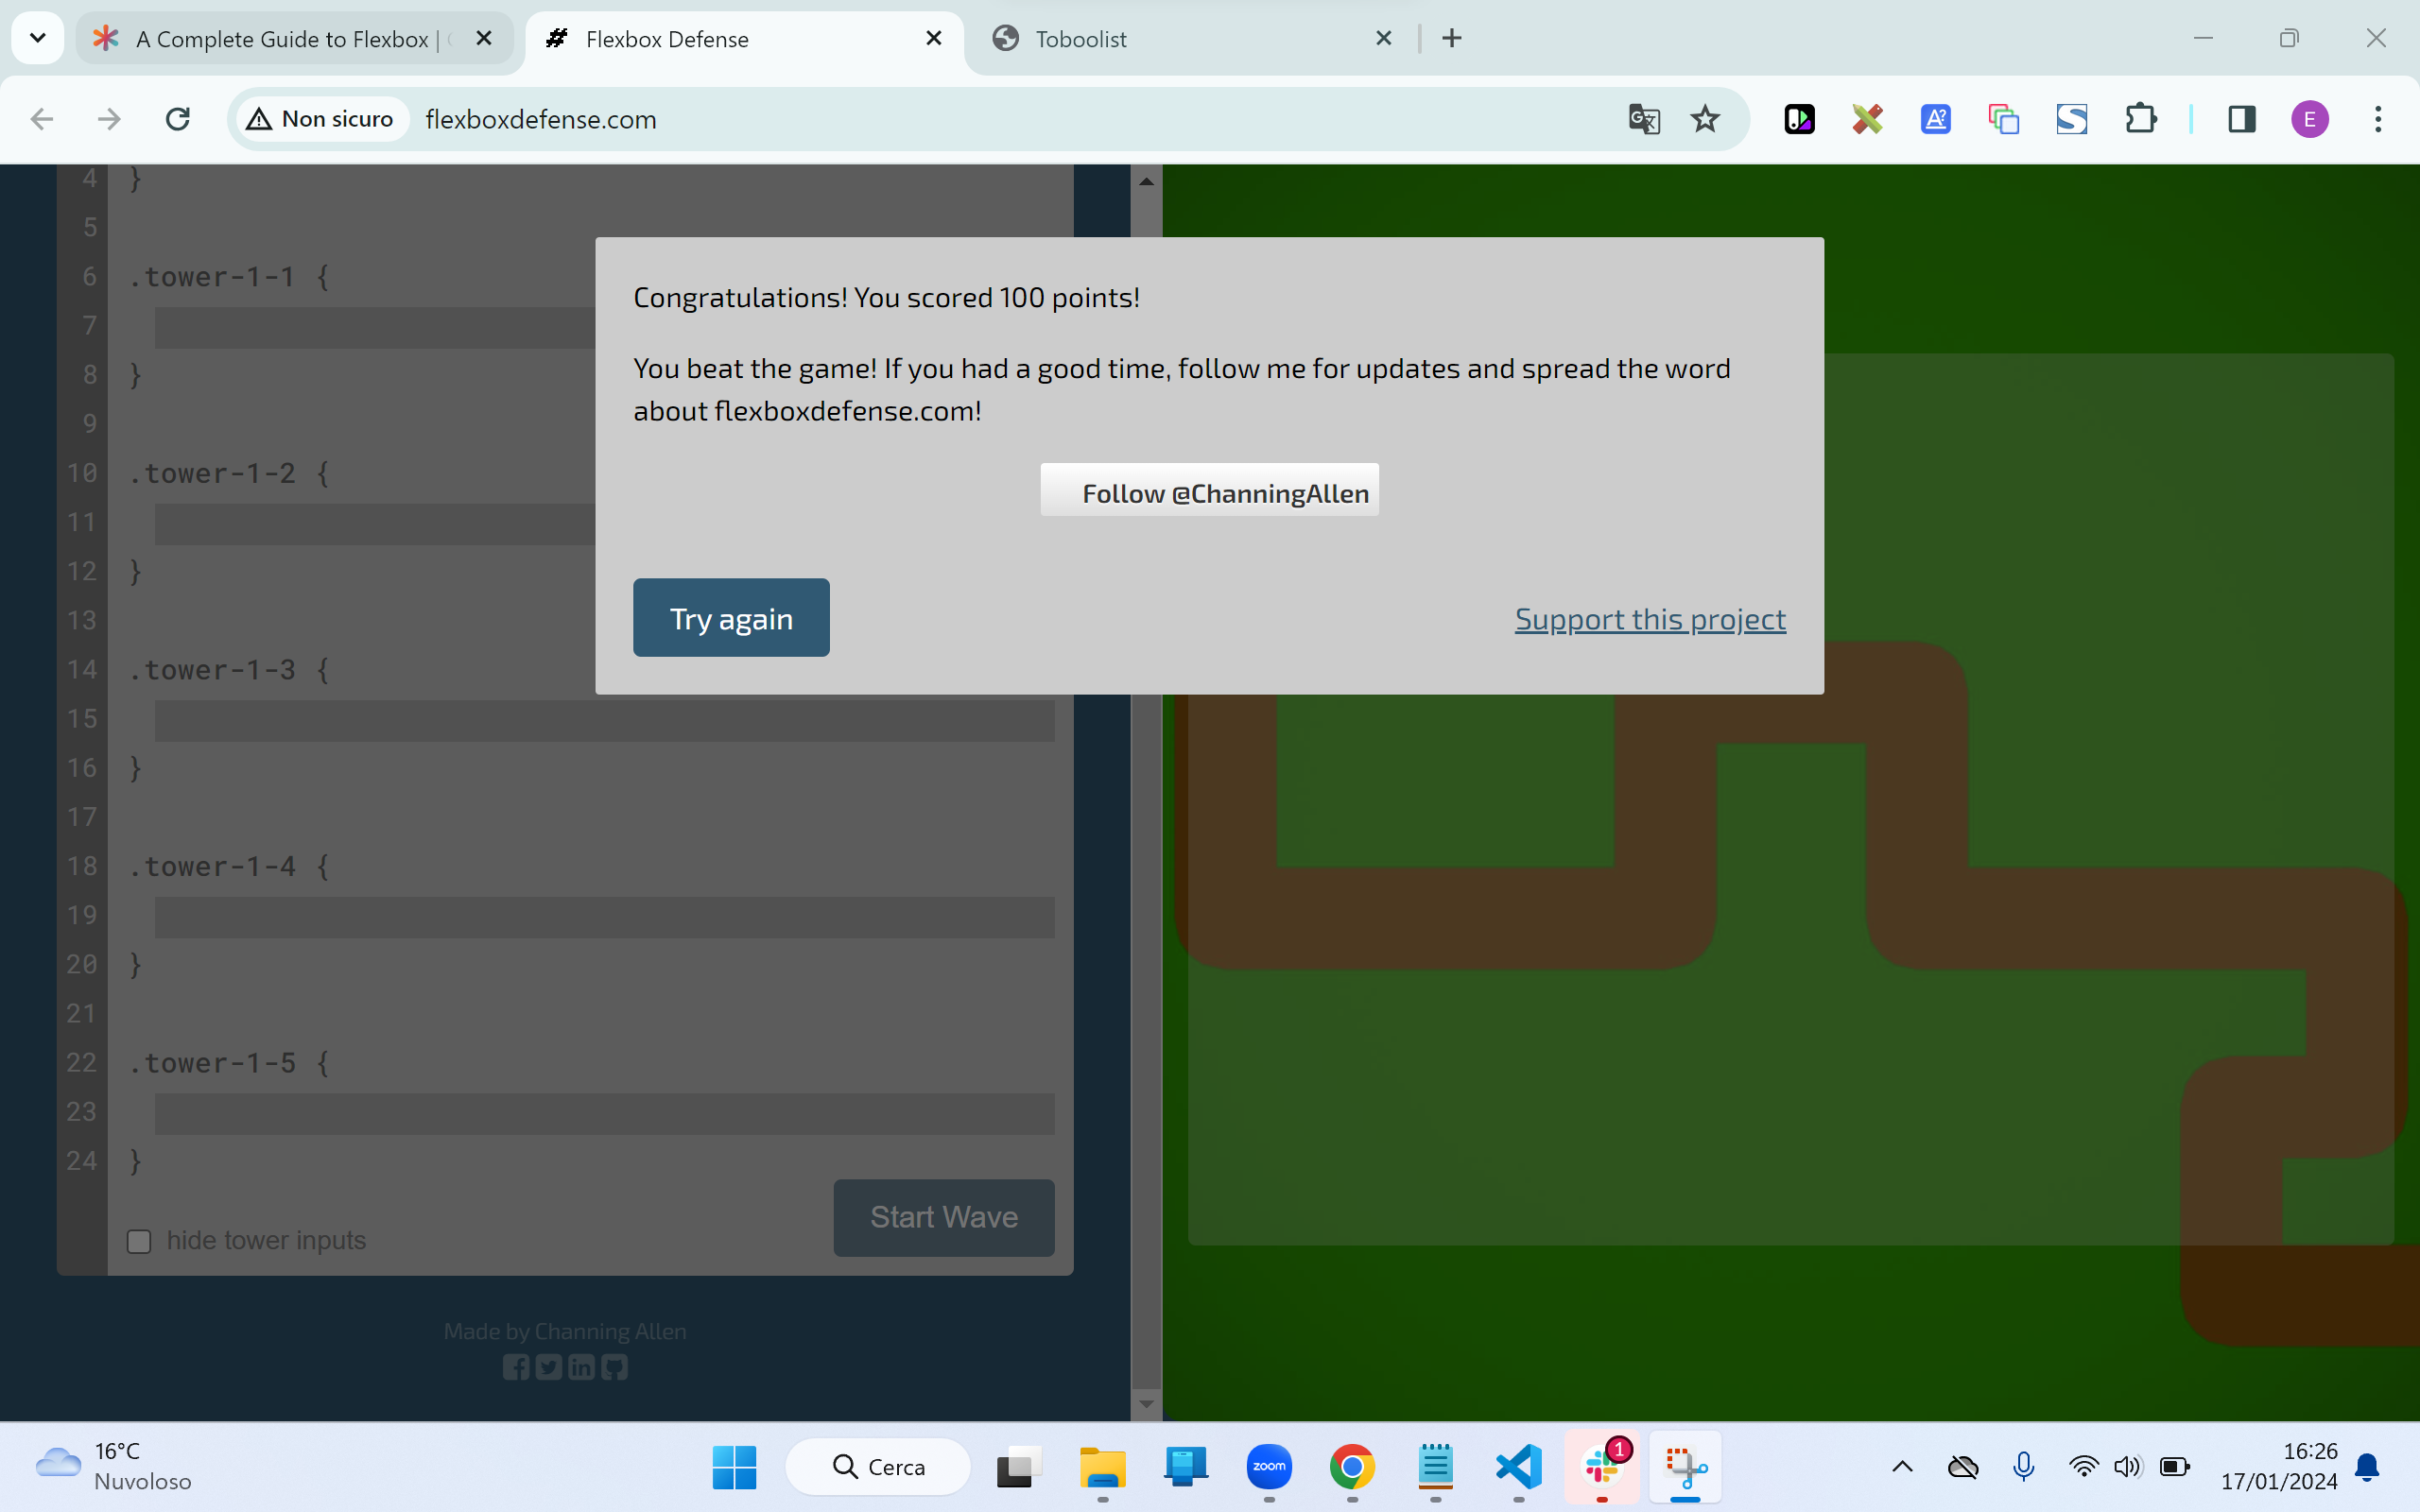 A Complete Guide to Flexbox |
Flexbox Defense
Toboolist
Non sicuro
flexboxdefense.com
E
4 }
5
6 .tower-1-1 {
7
8 }
9
10 .tower-1-2 {
11
12 }
13
14 .tower-1-3 {
15
16 }
17
18 .tower-1-4 {
19
20 }
21
22 .tower-1-5 {
23
24 }
hide tower inputs
Start Wave
Made by Channing Allen
Congratulations! You scored 100 points!
You beat the game! If you had a good time, follow me for updates and spread the word
about flexboxdefense.com!
Follow @ChanningAllen
Try again
Support this project
16°C
Nuvoloso
Cerca
zoom
1
16:26
17/01/2024